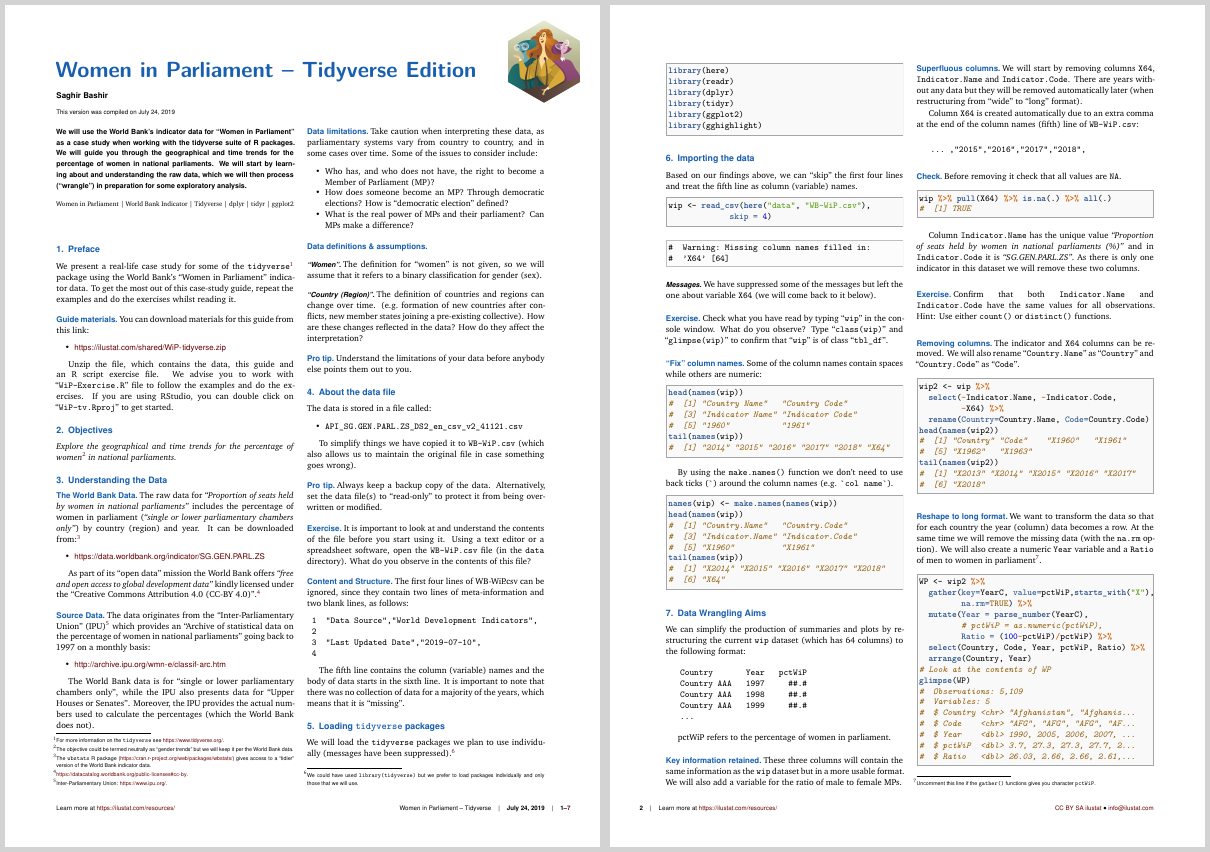 Women in Parliament – Tidyverse Edition
Saghir Bashir
This version was compiled on July 24, 2019
We will use the World Bank's indicator data for “Women in Parliament”
as a case study when working with the tidyverse suite of R packages.
We will guide you through the geographical and time trends for the
percentage of women in national parliaments. We will start by learn-
ing about and understanding the raw data, which we will then process
(“wrangle”) in preparation for some exploratory analysis.
Women in Parliament | World Bank Indicator | Tidyverse | dplyr | tidyr | ggplot2
1. Preface
We present a real-life case study for some of the tidyverse1
package using the World Bank's “Women in Parliament” indica-
tor data. To get the most out of this case-study guide, repeat the
examples and do the exercises whilst reading it.
Guide materials. You can download materials for this guide from
this link:
• https://ilustat.com/shared/WiP-tidyverse.zip
Unzip the file, which contains the data, this guide and
an R script exercise file. We advise you to work with
“WiP-Exercise.R” file to follow the examples and do the ex-
ercises. If you are using RStudio, you can double click on
“WiP-tv.Rproj” to get started.
2. Objectives
Explore the geographical and time trends for the percentage of
women2 in national parliaments.
3. Understanding the Data
The World Bank Data. The raw data for “Proportion of seats held
by women in national parliaments” includes the percentage of
women in parliament (“single or lower parliamentary chambers
only”) by country (region) and year. It can be downloaded
from:3
• https://data.worldbank.org/indicator/SG.GEN.PARL.ZS
As part of its “open data” mission the World Bank offers “free
and open access to global development data” kindly licensed under
the “Creative Commons Attribution 4.0 (CC-BY 4.0)”.4
Source Data. The data originates from the “Inter-Parliamentary
Union” (IPU)5 which provides an “Archive of statistical data on
the percentage of women in national parliaments” going back to
1997 on a monthly basis:
• http://archive.ipu.org/wmn-e/classif-arc.htm
The World Bank data is for “single or lower parliamentary
chambers only”, while the IPU also presents data for “Upper
Houses or Senates”. Moreover, the IPU provides the actual num-
bers used to calculate the percentages (which the World Bank
does not).
1For more information on the tidyverse see https://www.tidyverse.org/.
2The objective could be termed neutrally as “gender trends” but we will keep it per the World Bank data.
3The wbstats R package (https://cran.r-project.org/web/packages/wbstats/) gives access to a “tidier”
version of the World Bank indicator data.
4https://datacatalog.worldbank.org/public-licenses#cc-by.
5Inter-Parliamentary Union: https://www.ipu.org/.
Data limitations. Take caution when interpreting these data, as
parliamentary systems vary from country to country, and in
some cases over time. Some of the issues to consider include:
• Who has, and who does not have, the right to become a
Member of Parliament (MP)?
• How does someone become an MP? Through democratic
elections? How is “democratic election” defined?
• What is the real power of MPs and their parliament? Can
MPs make a difference?
Data definitions & assumptions.
“Women”. The definition for “women” is not given, so we will
assume that it refers to a binary classification for gender (sex).
“Country (Region)”. The definition of countries and regions can
change over time. (e.g. formation of new countries after con-
flicts, new member states joining a pre-existing collective). How
are these changes reflected in the data? How do they affect the
interpretation?
Pro tip. Understand the limitations of your data before anybody
else points them out to you.
4. About the data file
The data is stored in a file called:
• API_SG.GEN.PARL.ZS_DS2_en_csv_v2_41121.csv
To simplify things we have copied it to WB-WiP.csv (which
also allows us to maintain the original file in case something
goes wrong).
Pro tip. Always keep a backup copy of the data. Alternatively,
set the data file(s) to “read-only” to protect it from being over-
written or modified.
Exercise. It is important to look at and understand the contents
of the file before you start using it. Using a text editor or a
spreadsheet software, open the WB-WiP.csv file (in the data
directory). What do you observe in the contents of this file?
Content and Structure. The first four lines of WB-WiPcsv can be
ignored, since they contain two lines of meta-information and
two blank lines, as follows:
1 "Data Source","World Development Indicators",
2
3 "Last Updated Date","2019-07-10",
4
The fifth line contains the column (variable) names and the
body of data starts in the sixth line. It is important to note that
there was no collection of data for a majority of the years, which
means that it is “missing”.
5. Loading tidyverse packages
We will load the tidyverse packages we plan to use individu-
ally (messages have been suppressed).6
6We could have used library(tidyverse) but we prefer to load packages individually and only
those that we will use.
Learn more at https://ilustat.com/resources/
Women in Parliament – Tidyverse | July 24, 2019 | 1–7
library(here)
library(readr)
library(dplyr)
library(tidyr)
library(ggplot2)
library(gghighlight)
6. Importing the data
Based on our findings above, we can “skip” the first four lines
and treat the fifth line as column (variable) names.
wip <- read_csv(here("data", "WB-WiP.csv"),
skip = 4)
# Warning: Missing column names filled in:
# 'X64' [64]
Messages. We have suppressed some of the messages but left the
one about variable X64 (we will come back to it below).
Exercise. Check what you have read by typing “wip” in the con-
sole window. What do you observe? Type “class(wip)” and
“glimpse(wip)” to confirm that “wip” is of class “tbl_df”.
“Fix” column names. Some of the column names contain spaces
while others are numeric:
head(names(wip))
# [1] "Country Name" "Country Code"
# [3] "Indicator Name" "Indicator Code"
# [5] "1960" "1961"
tail(names(wip))
# [1] "2014" "2015" "2016" "2017" "2018" "X64"
By using the make.names() function we don't need to use
back ticks (`) around the column names (e.g. `col name`).
names(wip) <- make.names(names(wip))
head(names(wip))
# [1] "Country.Name" "Country.Code"
# [3] "Indicator.Name" "Indicator.Code"
# [5] "X1960" "X1961"
tail(names(wip))
# [1] "X2014" "X2015" "X2016" "X2017" "X2018"
# [6] "X64"
7. Data Wrangling Aims
We can simplify the production of summaries and plots by re-
structuring the current wip dataset (which has 64 columns) to
the following format:
Country Year pctWiP
Country AAA 1997 ##.#
Country AAA 1998 ##.#
Country AAA 1999 ##.#
...
pctWiP refers to the percentage of women in parliament.
Key information retained. These three columns will contain the
same information as the wip dataset but in a more usable format.
We will also add a variable for the ratio of male to female MPs.
Superfluous columns. We will start by removing columns X64,
Indicator.Name and Indicator.Code. There are years with-
out any data but they will be removed automatically later (when
restructuring from “wide” to “long” format).
Column X64 is created automatically due to an extra comma
at the end of the column names (fifth) line of WB-WiP.csv:
... ,"2015","2016","2017","2018",
Check. Before removing it check that all values are NA.
wip %>% pull(X64) %>% is.na(.) %>% all(.)
# [1] TRUE
Column Indicator.Name has the unique value “Proportion
of seats held by women in national parliaments (%)” and in
Indicator.Code it is “SG.GEN.PARL.ZS”. As there is only one
indicator in this dataset we will remove these two columns.
Exercise. Confirm that both Indicator.Name and
Indicator.Code have the same values for all observations.
Hint: Use either count() or distinct() functions.
Removing columns. The indicator and X64 columns can be re-
moved. We will also rename “Country.Name” as “Country” and
“Country.Code” as “Code”.
wip2 <- wip %>%
select(-Indicator.Name, -Indicator.Code,
-X64) %>%
rename(Country=Country.Name, Code=Country.Code)
head(names(wip2))
# [1] "Country" "Code" "X1960" "X1961"
# [5] "X1962" "X1963"
tail(names(wip2))
# [1] "X2013" "X2014" "X2015" "X2016" "X2017"
# [6] "X2018"
Reshape to long format. We want to transform the data so that
for each country the year (column) data becomes a row. At the
same time we will remove the missing data (with the na.rm op-
tion). We will also create a numeric Year variable and a Ratio
of men to women in parliament7.
WP <- wip2 %>%
gather(key=YearC, value=pctWiP,starts_with("X"),
na.rm=TRUE) %>%
mutate(Year = parse_number(YearC),
# pctWiP = as.numeric(pctWiP),
Ratio = (100-pctWiP)/pctWiP) %>%
select(Country, Code, Year, pctWiP, Ratio) %>%
arrange(Country, Year)
# Look at the contents of WP
glimpse(WP)
# Observations: 5,109
# Variables: 5
# $ Country <chr> "Afghanistan", "Afghanis...
# $ Code <chr> "AFG", "AFG", "AFG", "AF...
# $ Year <dbl> 1990, 2005, 2006, 2007, ...
# $ pctWiP <dbl> 3.7, 27.3, 27.3, 27.7, 2...
# $ Ratio <dbl> 26.03, 2.66, 2.66, 2.61,...
7Uncomment this line if the gather() functions gives you character pctWiP.
2 | Learn more at https://ilustat.com/resources/
CC BY SA ilustat • info@ilustat.com